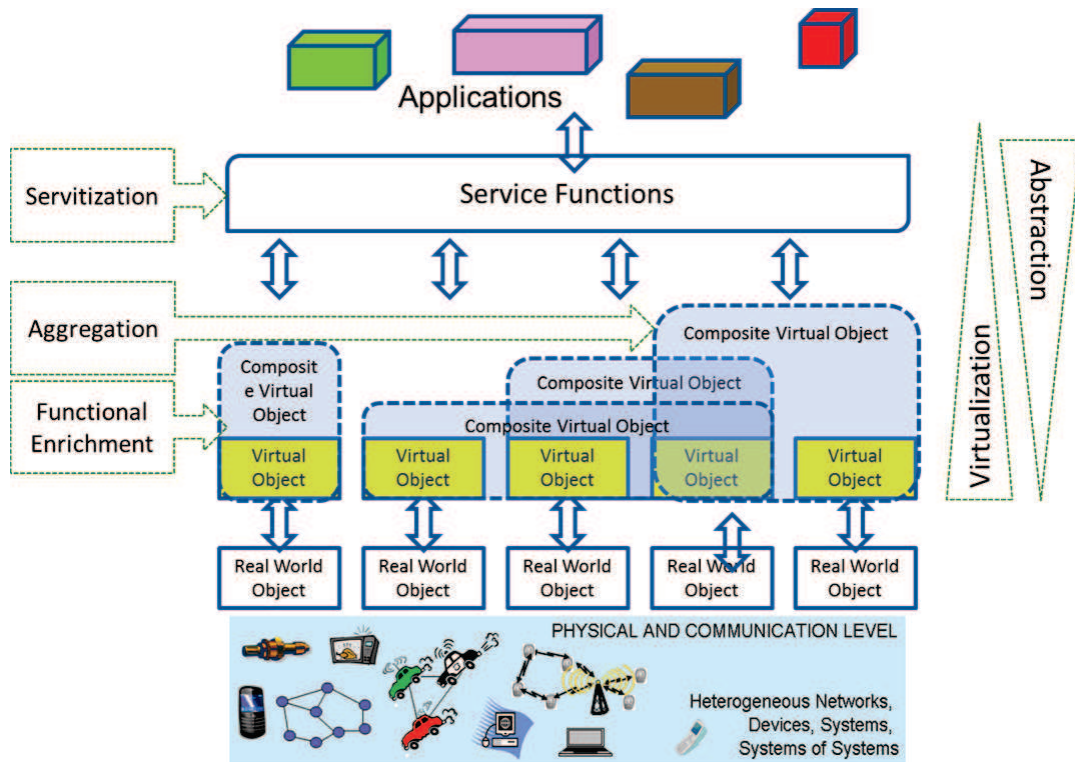 Applications
Servitization
Service Functions
Abstraction
Virtualization
Aggregation
Composite Virtual Object
Composit
e Virtual
Object
Composite Virtual Object
Functional
Enrichment
Composite Virtual Object
Virtual
Object
Virtual
Object
Virtual
Object
Virtual
Object
Virtual
Object
Real World
Object
Real World
Object
Real World
Object
Real World
Object
Real World
Object
PHYSICAL AND COMMUNICATION LEVEL
Heterogeneous Networks,
Devices, Systems,
Systems of Systems